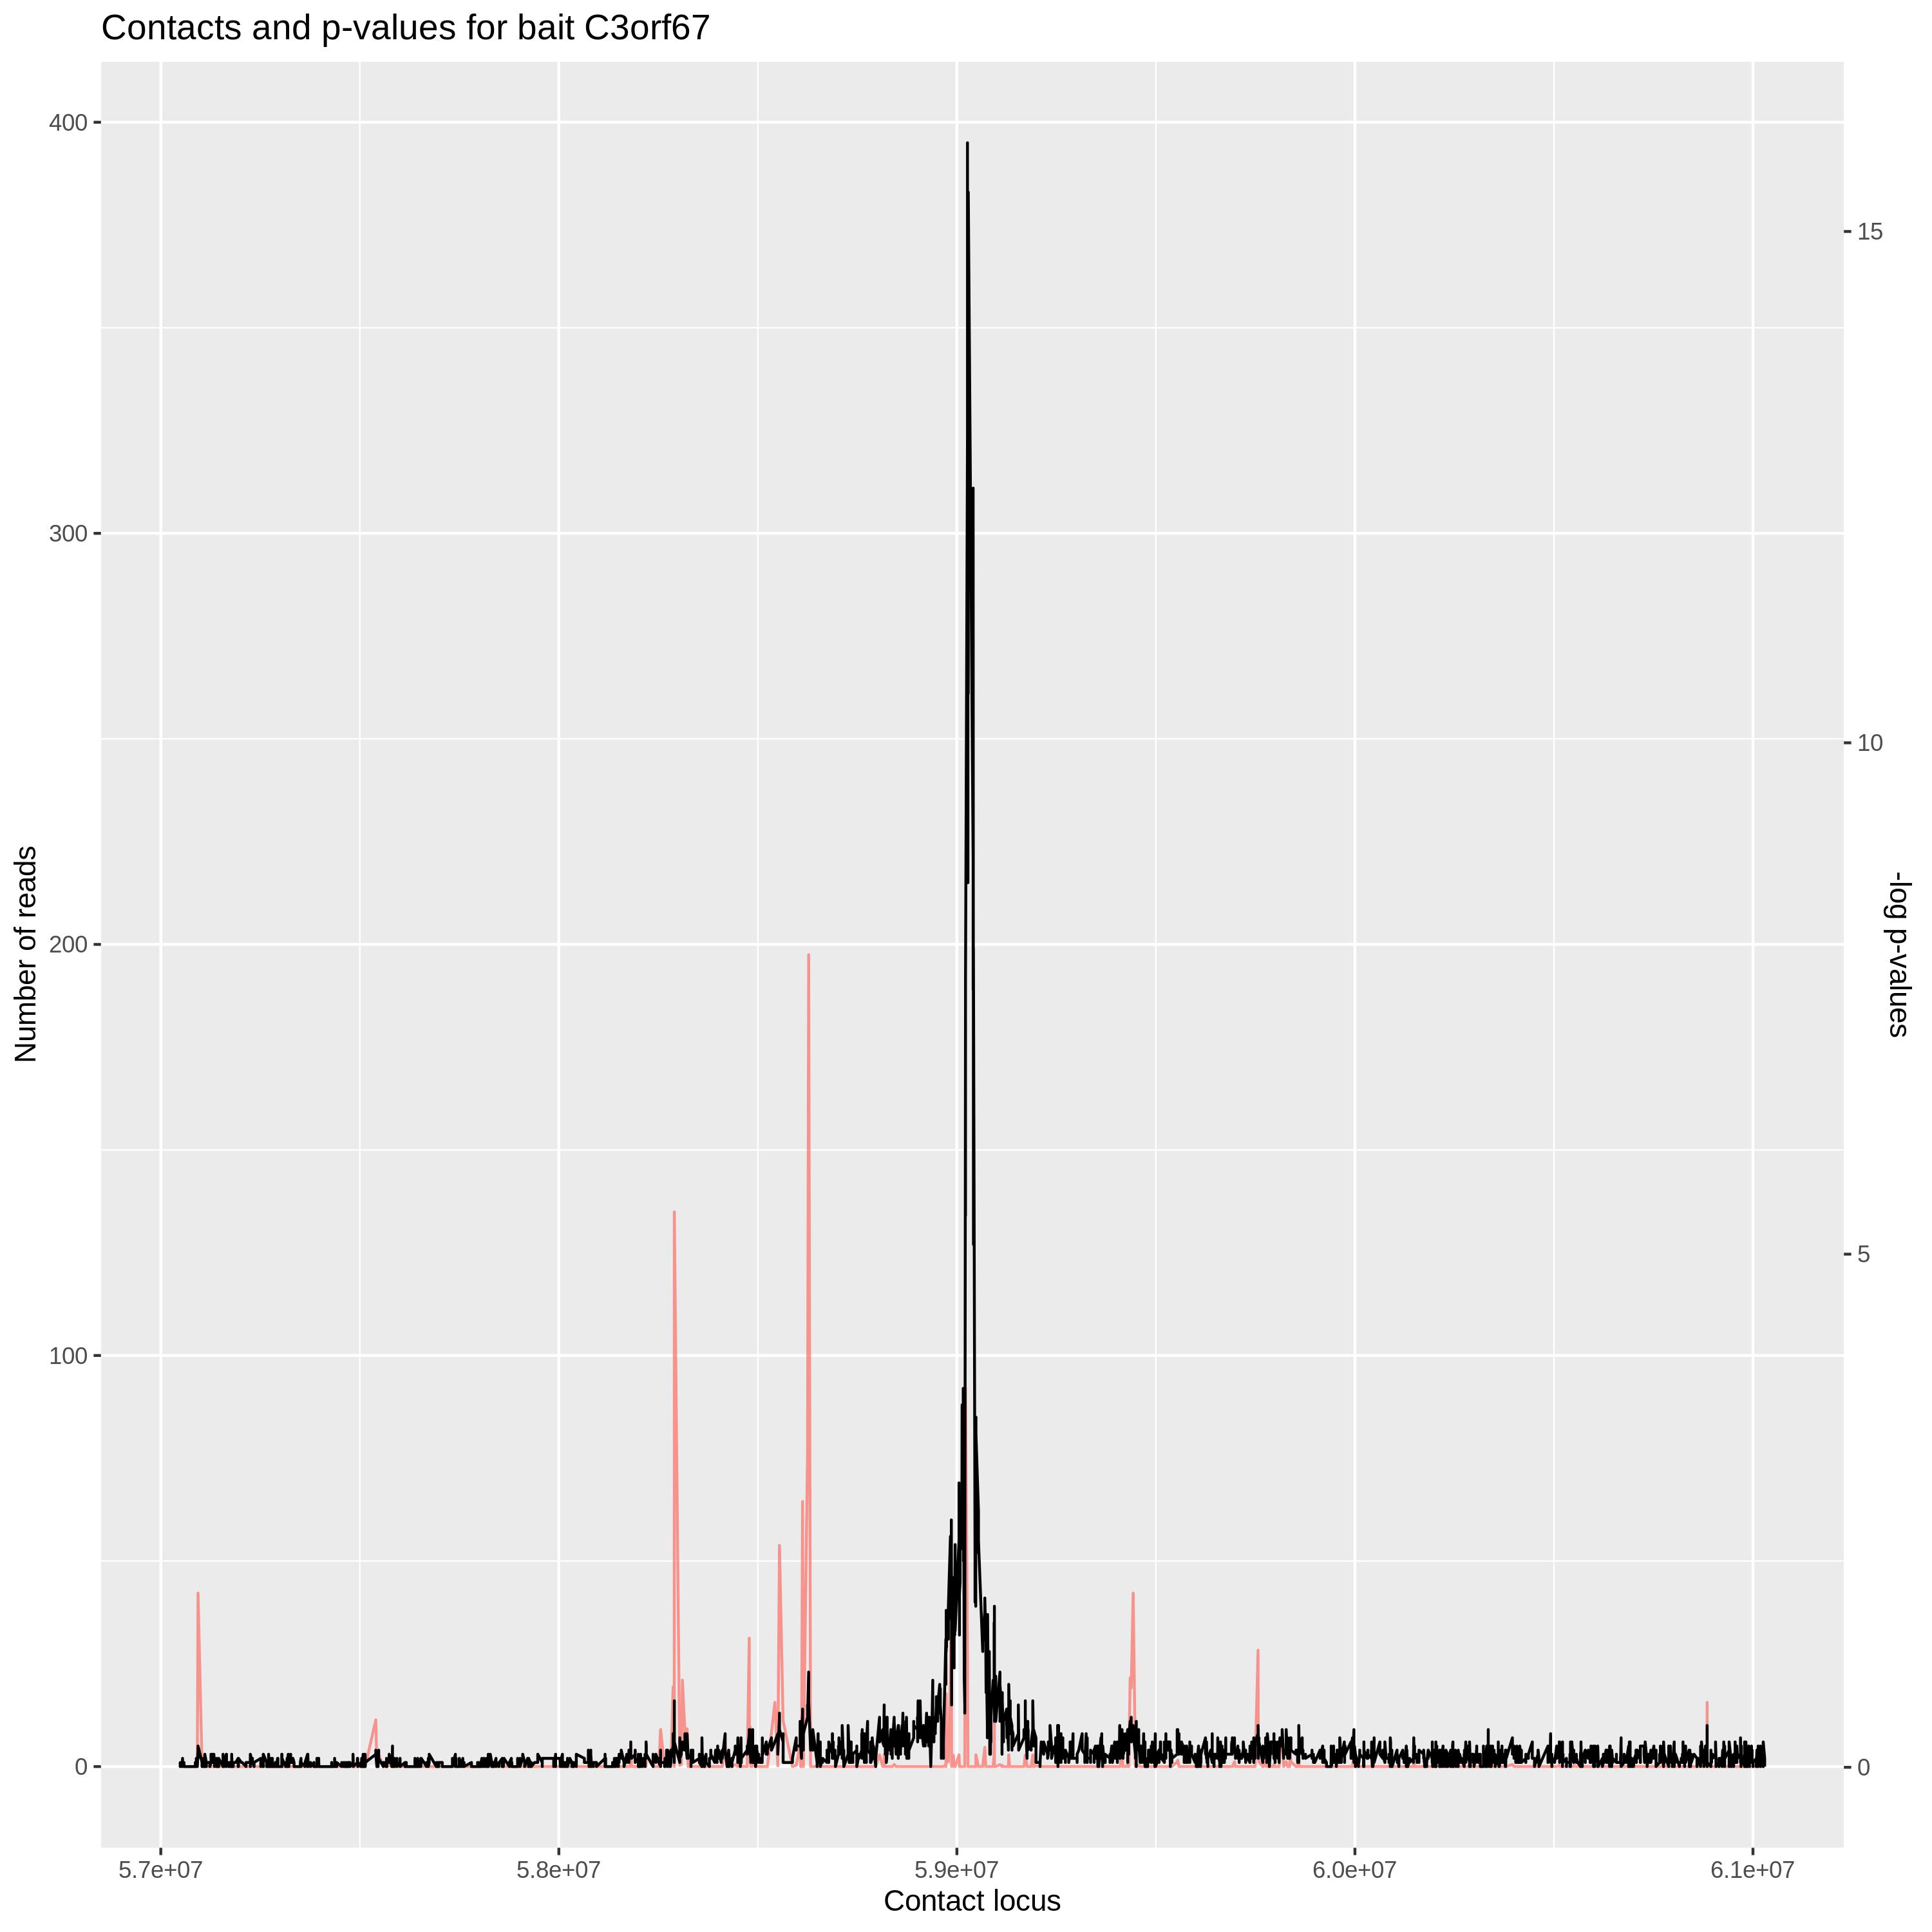 Contacts and p-values for bait C3orf67
400
300
200
100
0
Number of reads
15
10
5
0
-log p-values
5.7e+07 5.8e+07 5.9e+07 6.0e+07 6.1e+07
Contact locus